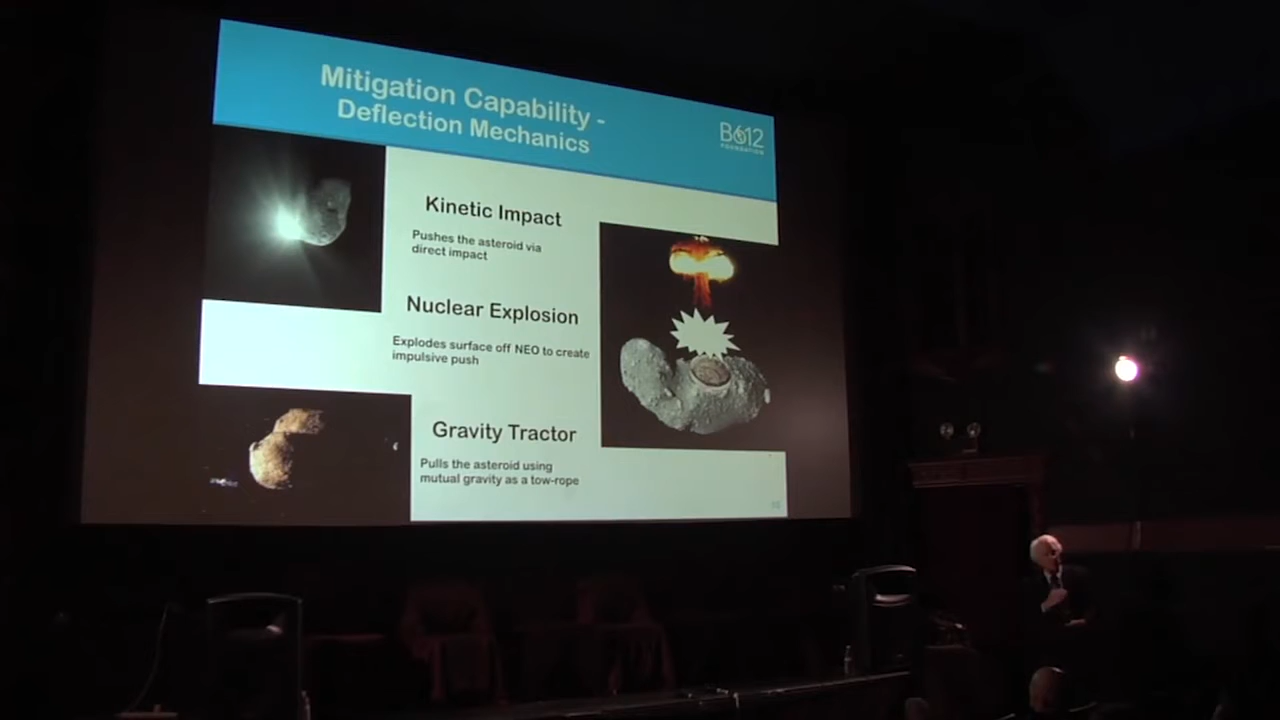 Mitigation Capability -
Deflection Mechanics
B612
FOUNDATION
Kinetic Impact
Pushes the asteroid via
direct impact
Nuclear Explosion
Explodes surface off NEO to create
impulsive push
Gravity Tractor
Pulls the asteroid using
mutual gravity as a tow-rope